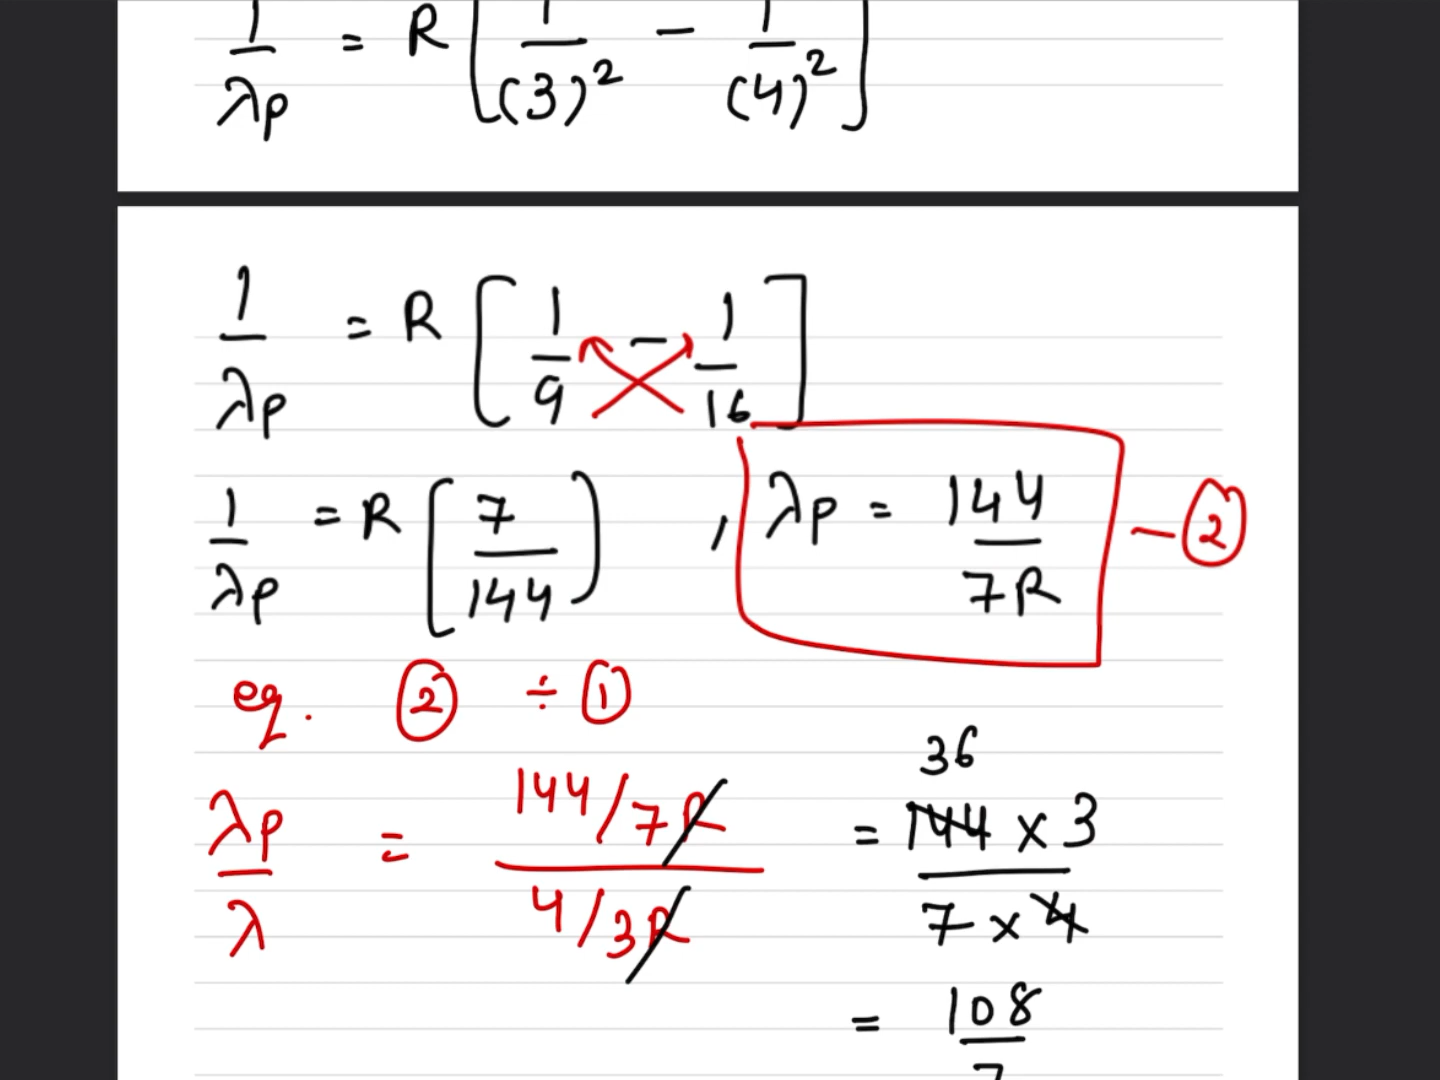 1/λp = R [1/(3)² - 1/(4)²]
1/λp = R [1/9 - 1/16]
1/λp = R [7/144] , λp = 144/7R - ②
eq. ② ÷ ①
λp/λ = (144/7R)/(4/3R) = 36
144 × 3/7 × 4
= 108/7